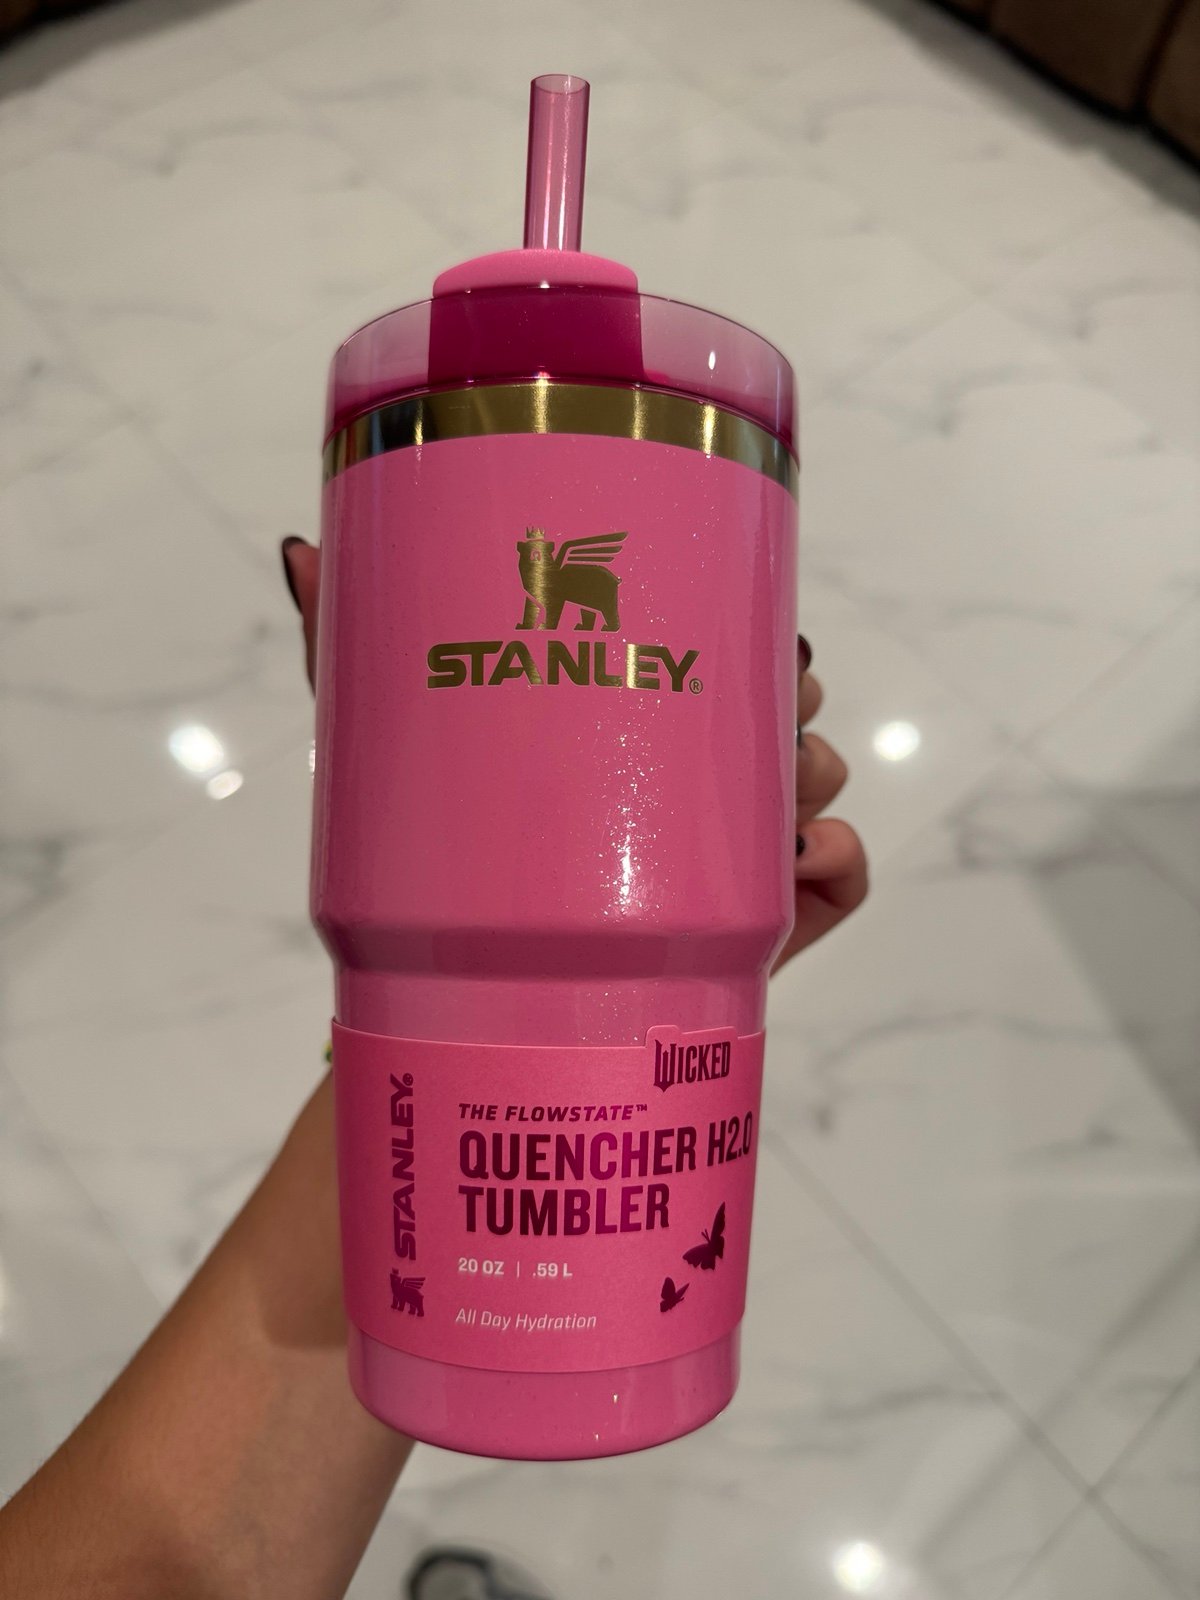 STANLEY®
WICKED
STANLEY®
THE FLOWSTATE™
QUENCHER H2.0
TUMBLER
20 OZ | .59 L
All Day Hydration